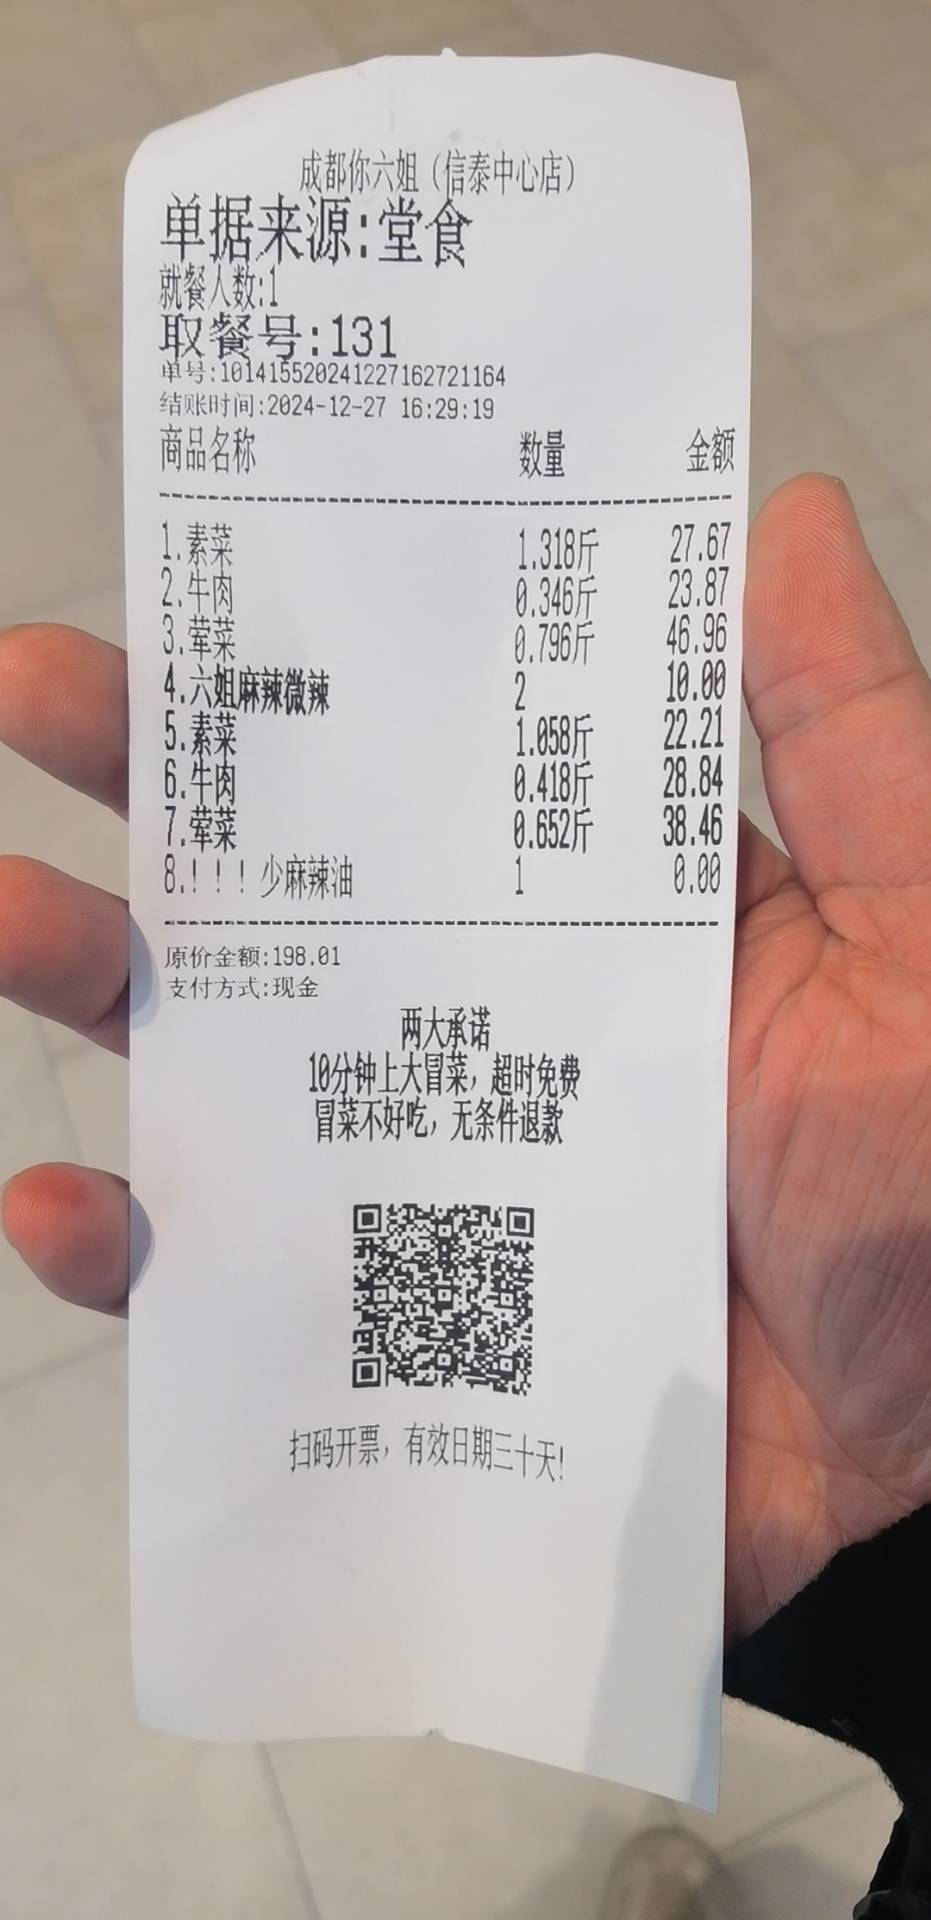 成都你六姐（信泰中心店）
单据来源:堂食
就餐人数:1
取餐号:131
单号:101415520241227162721164
结账时间:2024-12-27 16:29:19
商品名称 数量 金额
1.素菜 1.318斤 27.67
2.牛肉 0.346斤 23.87
3.荤菜 0.796斤 46.96
4.六姐麻辣微辣 2 10.00
5.素菜 1.058斤 22.21
6.牛肉 0.418斤 28.84
7.荤菜 0.652斤 38.46
8.！！！少麻辣油 1 0.00
原价金额:198.01
支付方式:现金
两大承诺
10分钟上大冒菜，超时免费
冒菜不好吃，无条件退款
扫码开票，有效日期三十天!